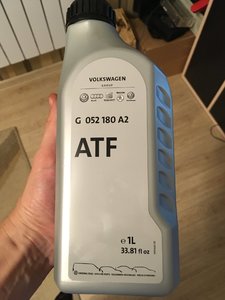 VOLKSWAGEN
G 052 180 A2
ATF
e 1L
33.81 fl oz